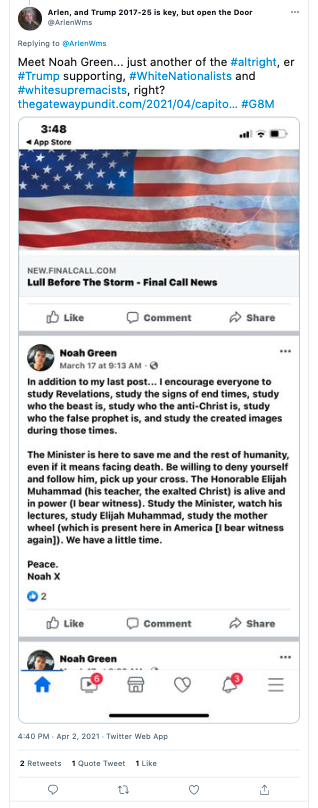 Arlen, and Trump 2017-25 is key, but open the Door
@ArlenWms
Replying to @ArlenWms
Meet Noah Green... just another of the #altright, er
#Trump supporting, #WhiteNationalists and
#whitesupremacists, right?
thegatewaypundit.com/2021/04/capito... #G8M
3:48
App Store
NEW.FINALCALL.COM
Lull Before The Storm - Final Call News
Like Comment Share
Noah Green
March 17 at 9:13 AM ·
In addition to my last post... I encourage everyone to
study Revelations, study the signs of end times, study
who the beast is, study who the anti-Christ is, study
who the false prophet is, and study the created images
during those times.
The Minister is here to save me and the rest of humanity,
even if it means facing death. Be willing to deny yourself
and follow him, pick up your cross. The Honorable Elijah
Muhammad (his teacher, the exalted Christ) is alive and
in power (I bear witness). Study the Minister, watch his
lectures, study Elijah Muhammad, study the mother
wheel (which is present here in America [I bear witness
again]). We have a little time.
Peace.
Noah X
2
Like Comment Share
Noah Green
6 3
4:40 PM · Apr 2, 2021 · Twitter Web App
2 Retweets 1 Quote Tweet 1 Like